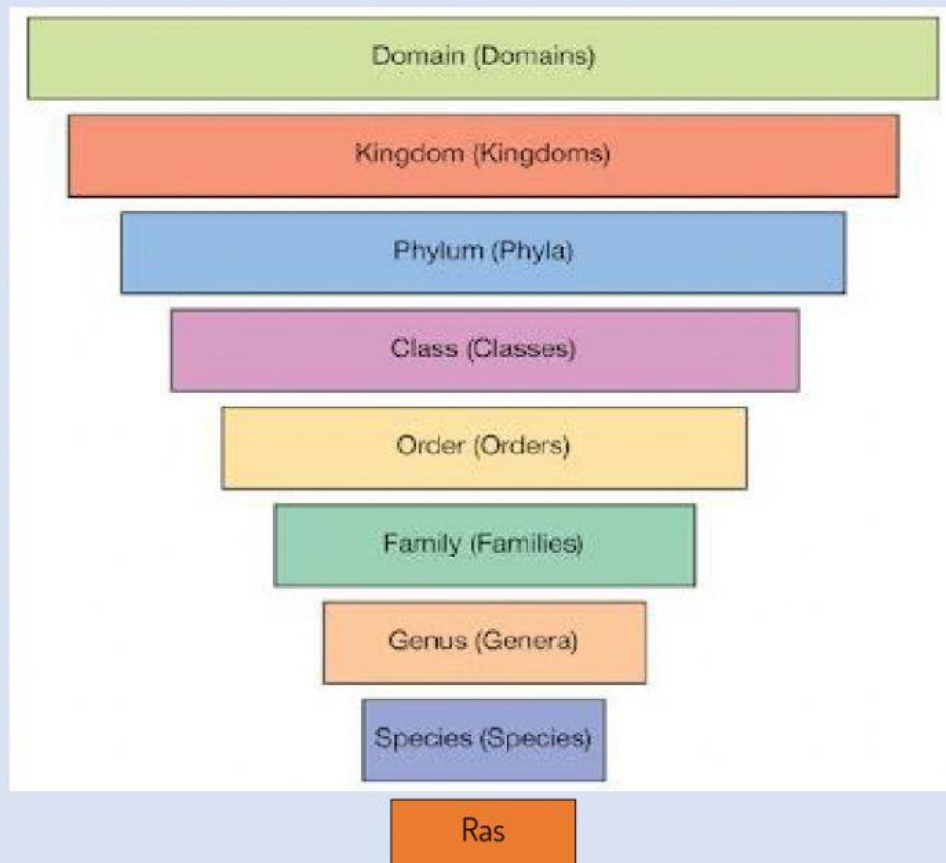 Domain (Domains)
Kingdom (Kingdoms)
Phylum (Phyla)
Class (Classes)
Order (Orders)
Family (Families)
Genus (Genera)
Species (Species)
Ras